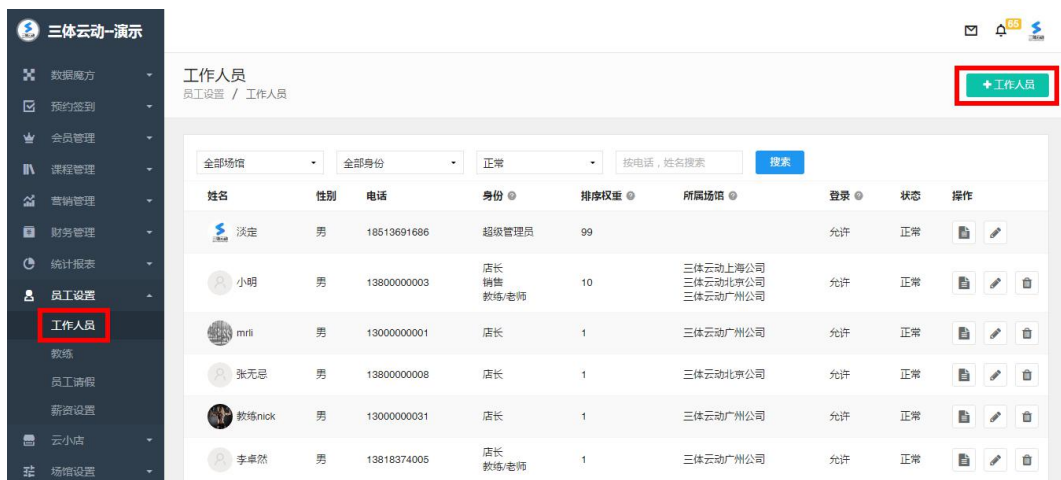 三体云动--演示
65
数据魔方
预约签到
会员管理
课程管理
营销管理
财务管理
统计报表
员工设置
工作人员
教练
员工请假
薪资设置
云小店
场馆设置
工作人员
员工设置 / 工作人员
+工作人员
全部场馆 全部身份 正常 按电话，姓名搜索 搜索
姓名 性别 电话 身份 排序权重 所属场馆 登录 状态 操作
淡定 男 18513691686 超级管理员 99 允许 正常
小明 男 13800000003 店长 销售 教练/老师 10 三体云动上海公司 三体云动北京公司 三体云动广州公司 允许 正常
mrli 男 13000000001 店长 1 三体云动广州公司 允许 正常
张无忌 男 13800000008 店长 1 三体云动北京公司 允许 正常
教练nick 男 13000000031 店长 1 三体云动广州公司 允许 正常
李卓然 男 13818374005 店长 教练/老师 1 三体云动广州公司 允许 正常